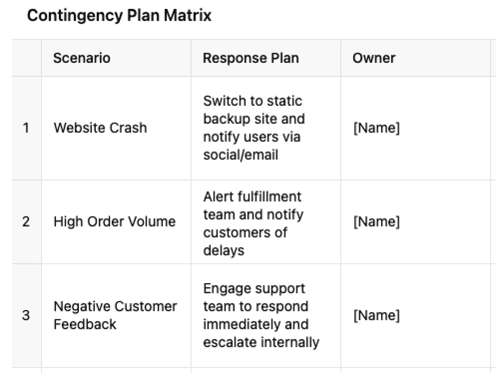 Contingency Plan Matrix
Scenario
Response Plan
Owner
1
Website Crash
Switch to static
backup site and
notify users via
social/email
[Name]
2
High Order Volume
Alert fulfillment
team and notify
customers of
delays
[Name]
3
Negative Customer
Feedback
Engage support
team to respond
immediately and
escalate internally
[Name]